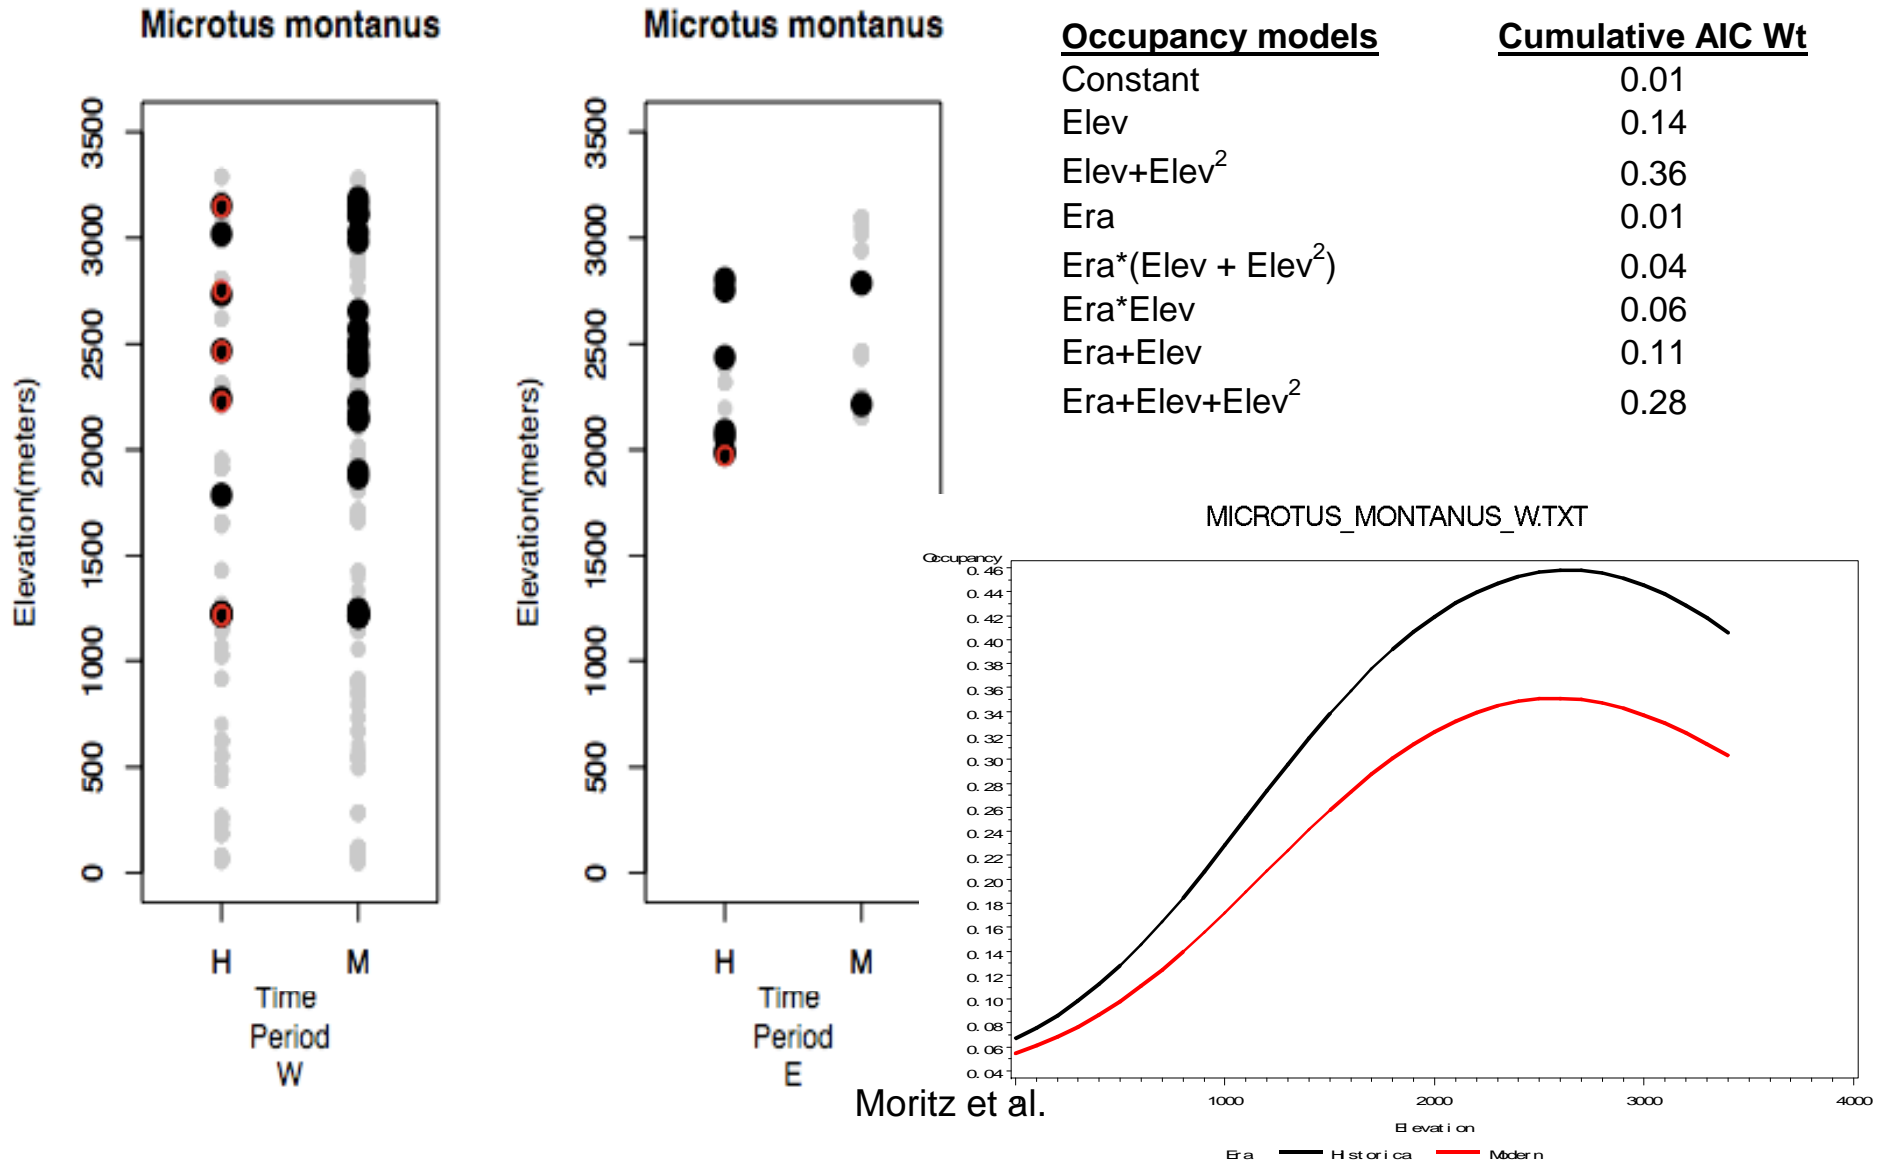 Microtus montanus
3500
3000
2500
2000
1500
1000
500
0
Elevation(meters)
H M
Time
Period
W
Microtus montanus
3500
3000
2500
2000
1500
1000
500
0
Elevation(meters)
H M
Time
Period
E
Occupancy models Cumulative AIC Wt
Constant 0.01
Elev 0.14
Elev+Elev² 0.36
Era 0.01
Era*(Elev + Elev²) 0.04
Era*Elev 0.06
Era+Elev 0.11
Era+Elev+Elev² 0.28
MICROTUS_MONTANUS_W.TXT
Occupancy
0.46
0.44
0.42
0.40
0.38
0.36
0.34
0.32
0.30
0.28
0.26
0.24
0.22
0.20
0.18
0.16
0.14
0.12
0.10
0.08
0.06
0.04
1000 2000 3000 4000
Elevation
Era Historica Modern
Moritz et al.